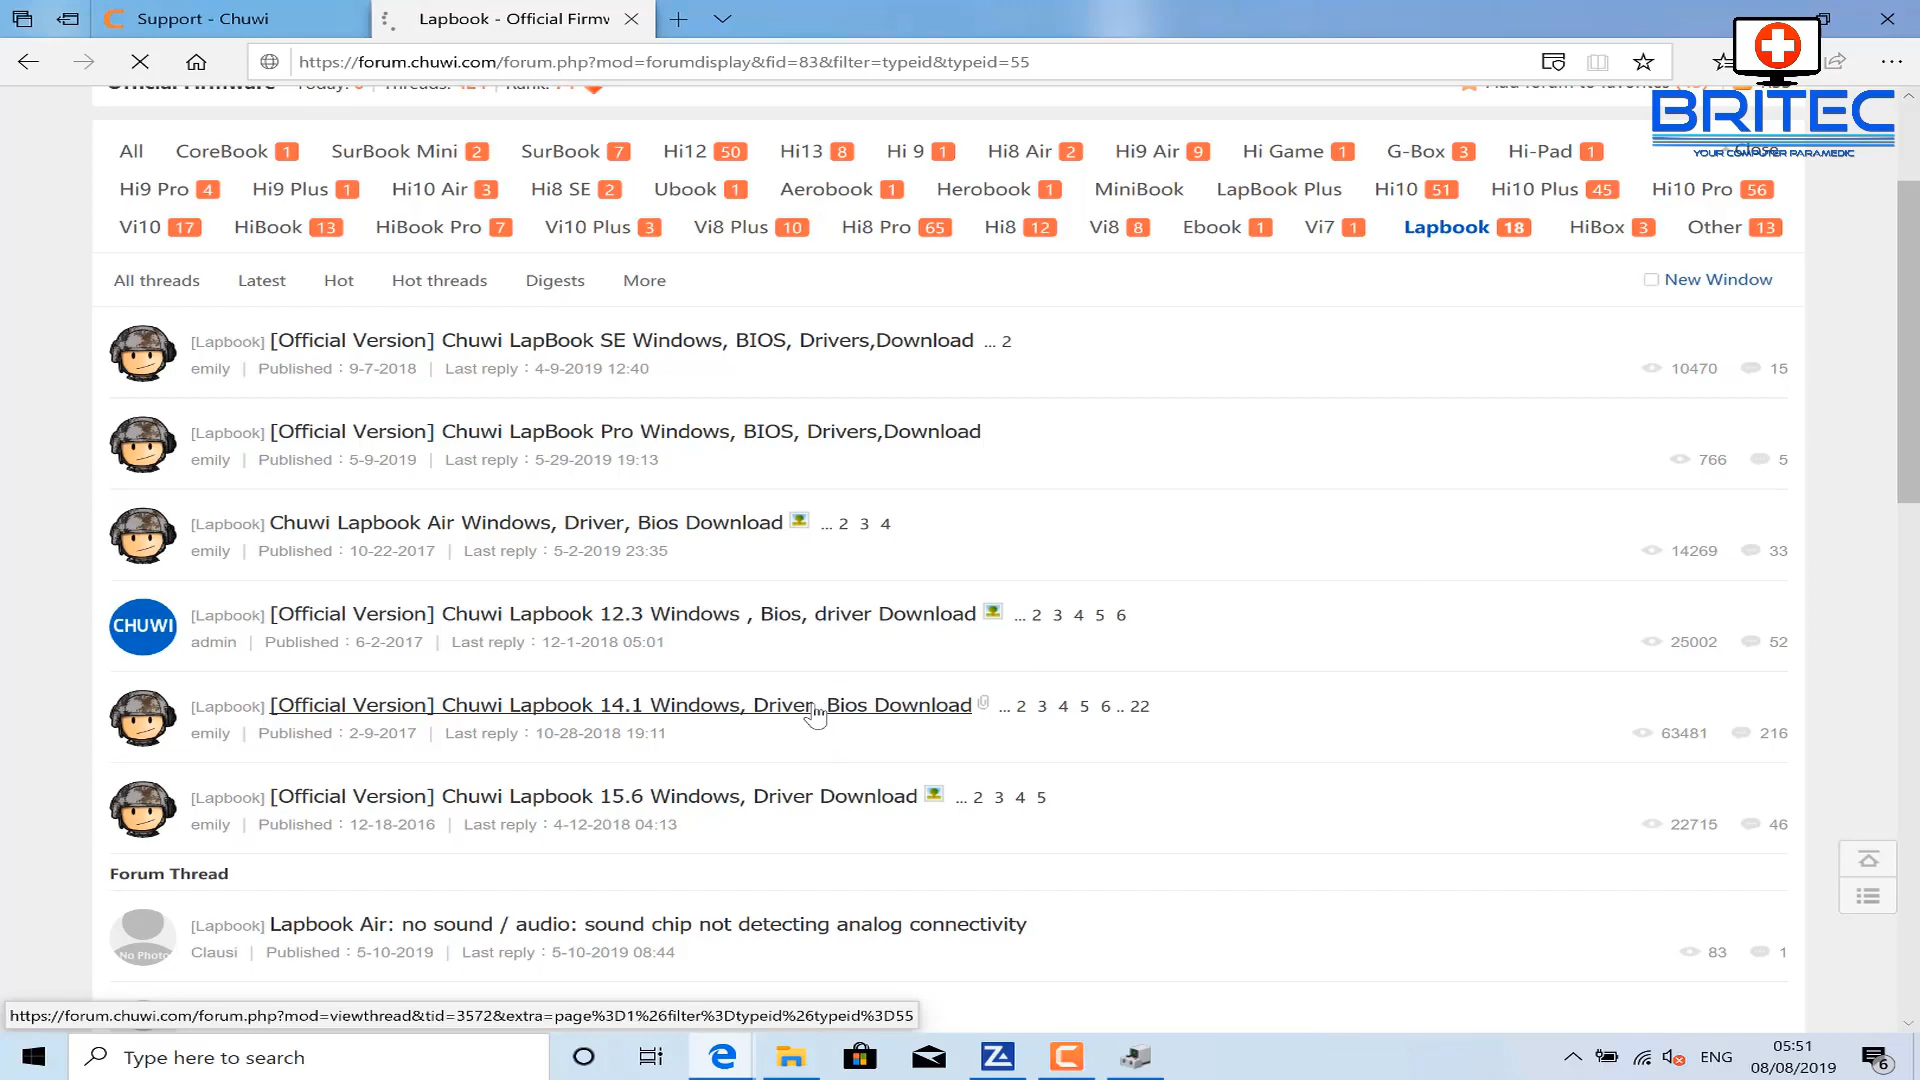 Support - Chuwi
Lapbook - Official Firmw
https://forum.chuwi.com/forum.php?mod=forumdisplay&fid=83&filter=typeid&typeid=55
BRITEC
YOUR COMPUTER PARAMEDIC
Close
All CoreBook 1 SurBook Mini 2 SurBook 7 Hi12 50 Hi13 8 Hi 9 1 Hi8 Air 2 Hi9 Air 9 Hi Game 1 G-Box 3 Hi-Pad 1
Hi9 Pro 4 Hi9 Plus 1 Hi10 Air 3 Hi8 SE 2 Ubook 1 Aerobook 1 Herobook 1 MiniBook LapBook Plus Hi10 51 Hi10 Plus 45 Hi10 Pro 56
Vi10 17 HiBook 13 HiBook Pro 7 Vi10 Plus 3 Vi8 Plus 10 Hi8 Pro 65 Hi8 12 Vi8 8 Ebook 1 Vi7 1 Lapbook 18 HiBox 3 Other 13
All threads Latest Hot Hot threads Digests More New Window
[Lapbook] [Official Version] Chuwi LapBook SE Windows, BIOS, Drivers,Download ... 2
emily | Published : 9-7-2018 | Last reply : 4-9-2019 12:40 10470 15
[Lapbook] [Official Version] Chuwi LapBook Pro Windows, BIOS, Drivers,Download
emily | Published : 5-9-2019 | Last reply : 5-29-2019 19:13 766 5
[Lapbook] Chuwi Lapbook Air Windows, Driver, Bios Download ... 2 3 4
emily | Published : 10-22-2017 | Last reply : 5-2-2019 23:35 14269 33
CHUWI
[Lapbook] [Official Version] Chuwi Lapbook 12.3 Windows , Bios, driver Download ... 2 3 4 5 6
admin | Published : 6-2-2017 | Last reply : 12-1-2018 05:01 25002 52
[Lapbook] [Official Version] Chuwi Lapbook 14.1 Windows, Driver, Bios Download ... 2 3 4 5 6 .. 22
emily | Published : 2-9-2017 | Last reply : 10-28-2018 19:11 63481 216
[Lapbook] [Official Version] Chuwi Lapbook 15.6 Windows, Driver Download ... 2 3 4 5
emily | Published : 12-18-2016 | Last reply : 4-12-2018 04:13 22715 46
Forum Thread
No Photo
[Lapbook] Lapbook Air: no sound / audio: sound chip not detecting analog connectivity
Clausi | Published : 5-10-2019 | Last reply : 5-10-2019 08:44 83 1
https://forum.chuwi.com/forum.php?mod=viewthread&tid=3572&extra=page%3D1%26filter%3Dtypeid%26typeid%3D55
Type here to search
ENG
05:51
08/08/2019
6